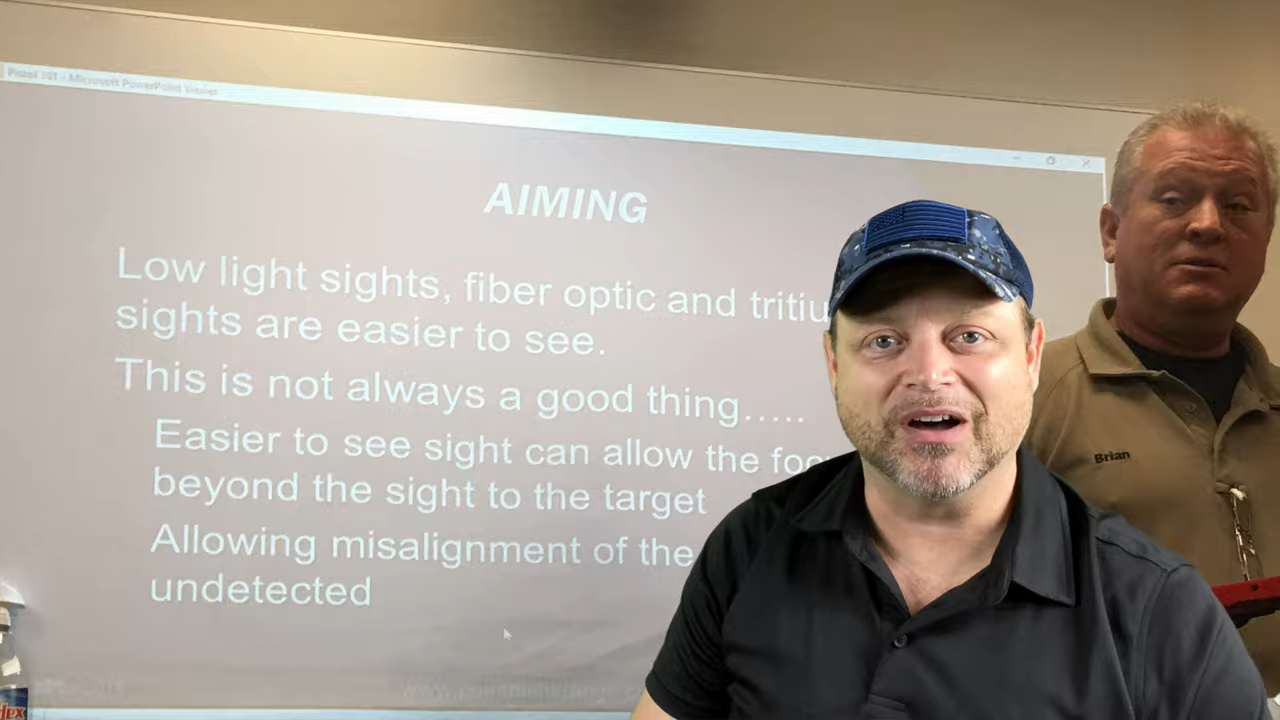 Pistol 101 - Microsoft PowerPoint Viewer
AIMING
Low light sights, fiber optic and tritiu
sights are easier to see.
This is not always a good thing…..
Easier to see sight can allow the foc
beyond the sight to the target
Allowing misalignment of the
undetected
Brian